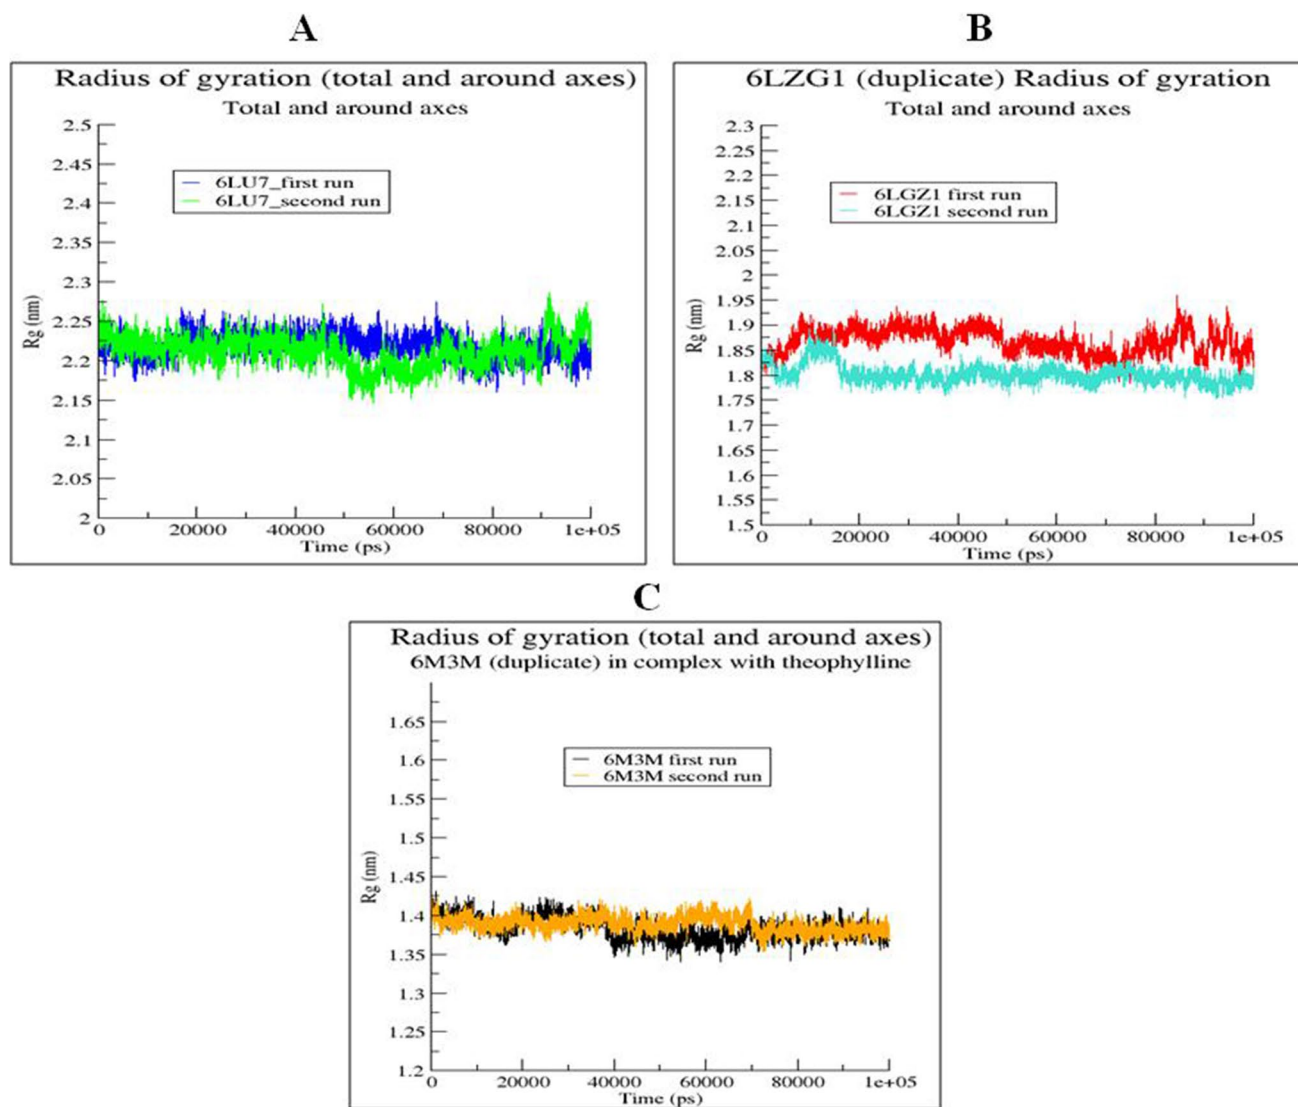 A
Radius of gyration (total and around axes)
Total and around axes
2.5
2.45
2.4
2.35
2.3
2.25
2.2
2.15
2.1
2.05
2
Rg (nm)
6LU7_first run
6LU7_second run
0 20000 40000 60000 80000 1e+05
Time (ps)
B
6LZG1 (duplicate) Radius of gyration
Total and around axes
2.3
2.25
2.2
2.15
2.1
2.05
2
1.95
1.9
1.85
1.8
1.75
1.7
1.65
1.6
1.55
1.5
Rg (nm)
6LGZ1 first run
6LGZ1 second run
0 20000 40000 60000 80000 1e+05
Time (ps)
C
Radius of gyration (total and around axes)
6M3M (duplicate) in complex with theophylline
1.65
1.6
1.55
1.5
1.45
1.4
1.35
1.3
1.25
1.2
Rg (nm)
6M3M first run
6M3M second run
0 20000 40000 60000 80000 1e+05
Time (ps)